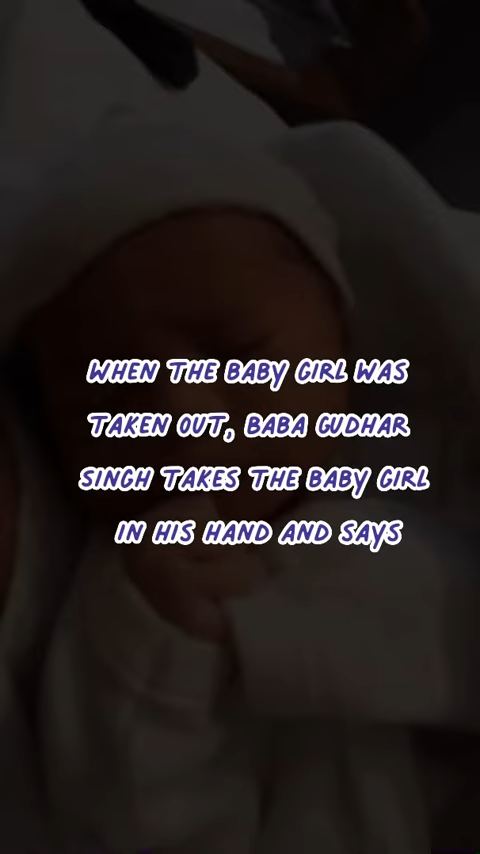 WHEN THE BABY GIRL WAS
TAKEN OUT, BABA GUDHAR
SINGH TAKES THE BABY GIRL
IN HIS HAND AND SAYS